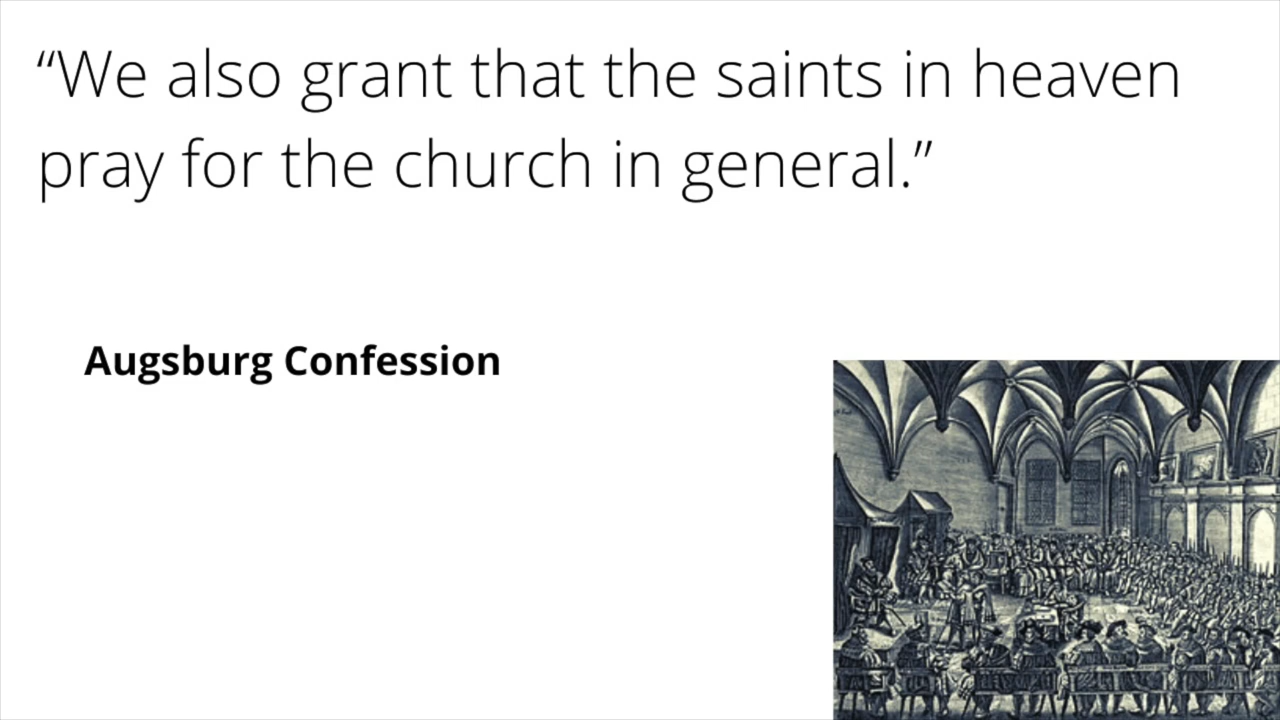 “We also grant that the saints in heaven
pray for the church in general.”
Augsburg Confession